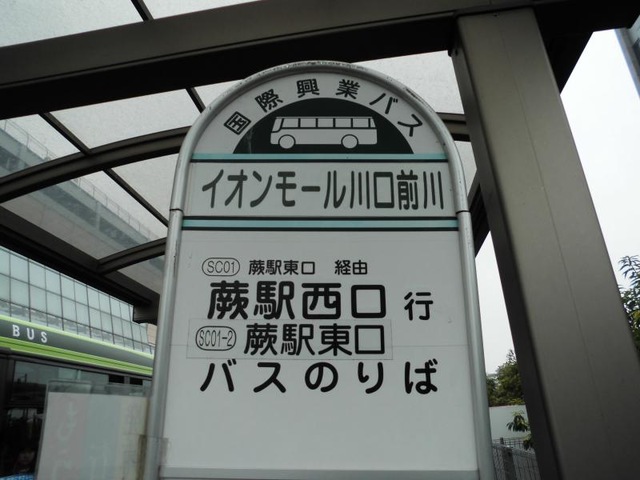 国際興業バス
イオンモール川口前川
SC01 蕨駅東口 経由
蕨駅西口 行
SC01-2 蕨駅東口
バスのりば
BUS